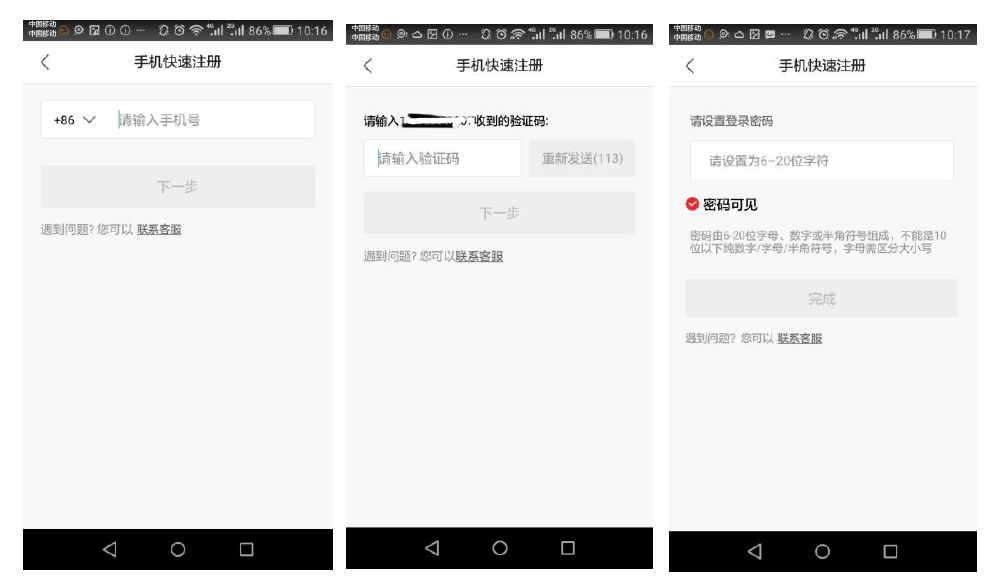 中国移动
中国移动 4G 2G 86% 10:16
手机快速注册
+86 请输入手机号
下一步
遇到问题? 您可以 联系客服
中国移动
中国移动 4G 2G 86% 10:16
手机快速注册
请输入1 收到的验证码:
请输入验证码 重新发送(113)
下一步
遇到问题? 您可以联系客服
中国移动
中国移动 4G 2G 86% 10:17
手机快速注册
请设置登录密码
请设置为6-20位字符
密码可见
密码由6-20位字母、数字或半角符号组成，不能是10
位以下纯数字/字母/半角符号，字母需区分大小写
完成
遇到问题? 您可以 联系客服